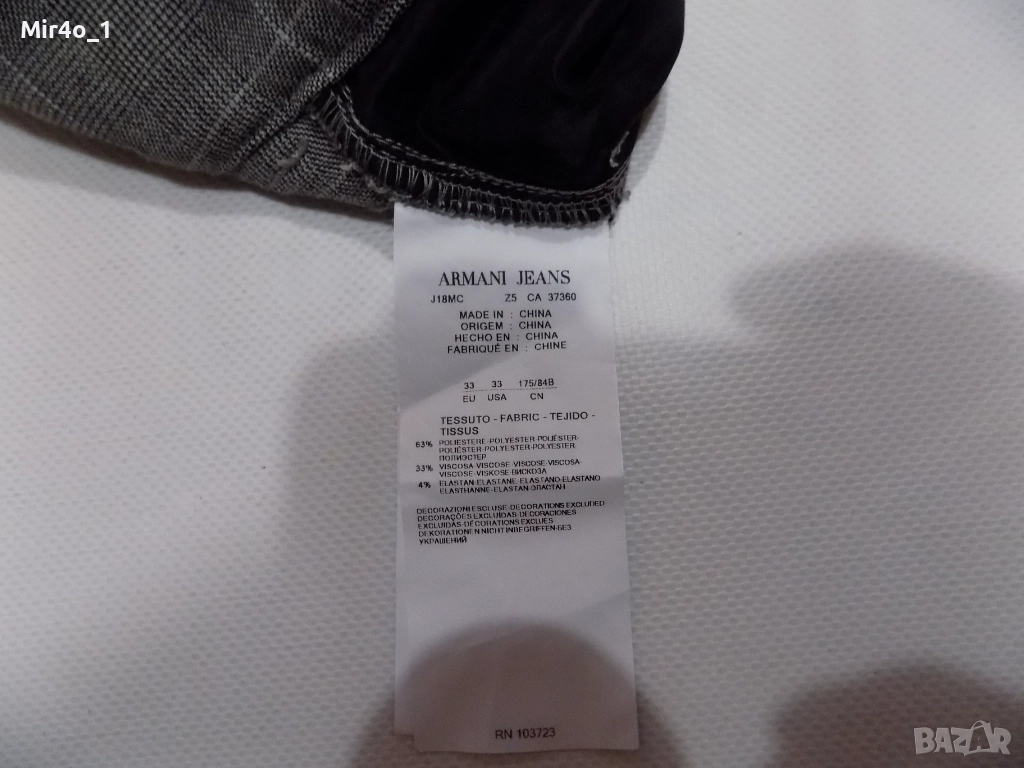 Mir4o_1
ARMANI JEANS
J18MC Z5 CA 37360
MADE IN : CHINA
ORIGEM : CHINA
HECHO EN : CHINA
FABRIQUÉ EN : CHINE
33 33 175/84B
EU USA CN
TESSUTO - FABRIC - TEJIDO -
TISSUS
63% POLIESTERE-POLYESTER-POLIÉSTER-
POLIÉSTER-POLYESTER-POLYESTER
ПОЛИЭСТЕР
33% VISCOSA-VISCOSE-VISCOSE-VISCOSA-
VISCOSE-VISKOSE-ВИСКОЗА
4% ELASTAN-ELASTANE-ELASTANO-ELASTANO
ELASTHANNE-ELASTAN-ЭЛАСТАН
DECORAZIONI ESCLUSE-DECORATIONS EXCLUDED
DECORAÇÕES EXCLUÍDAS-DECORACIONES
EXCLUIDAS-DÉCORATIONS EXCLUES
DEKORATIONEN NICHT INBEGRIFFEN-БЕЗ
УКРАШЕНИЙ
RN 103723
BAZAR